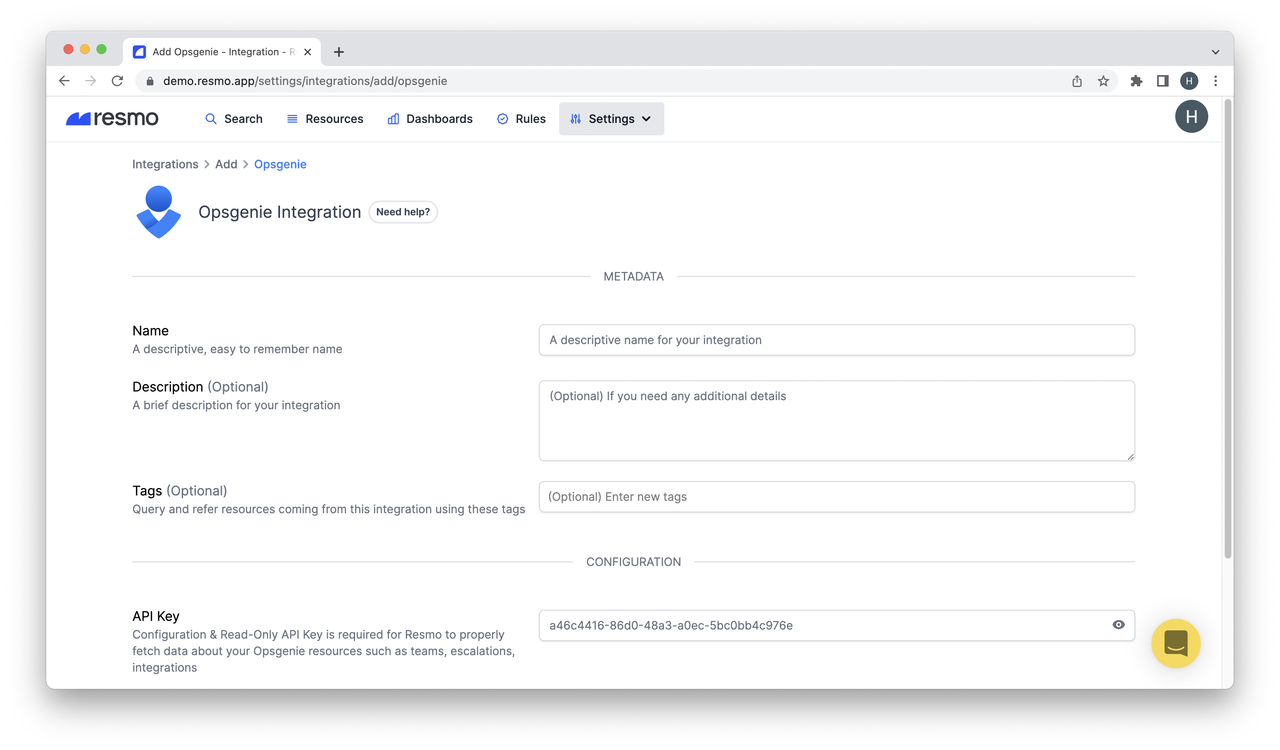 Add Opsgenie - Integration - R
demo.resmo.app/settings/integrations/add/opsgenie
H
resmo
Search
Resources
Dashboards
Rules
Settings
H
Integrations > Add > Opsgenie
Opsgenie Integration
Need help?
METADATA
Name
A descriptive, easy to remember name
A descriptive name for your integration
Description (Optional)
A brief description for your integration
(Optional) If you need any additional details
Tags (Optional)
Query and refer resources coming from this integration using these tags
(Optional) Enter new tags
CONFIGURATION
API Key
Configuration & Read-Only API Key is required for Resmo to properly
fetch data about your Opsgenie resources such as teams, escalations,
integrations
a46c4416-86d0-48a3-a0ec-5bc0bb4c976e